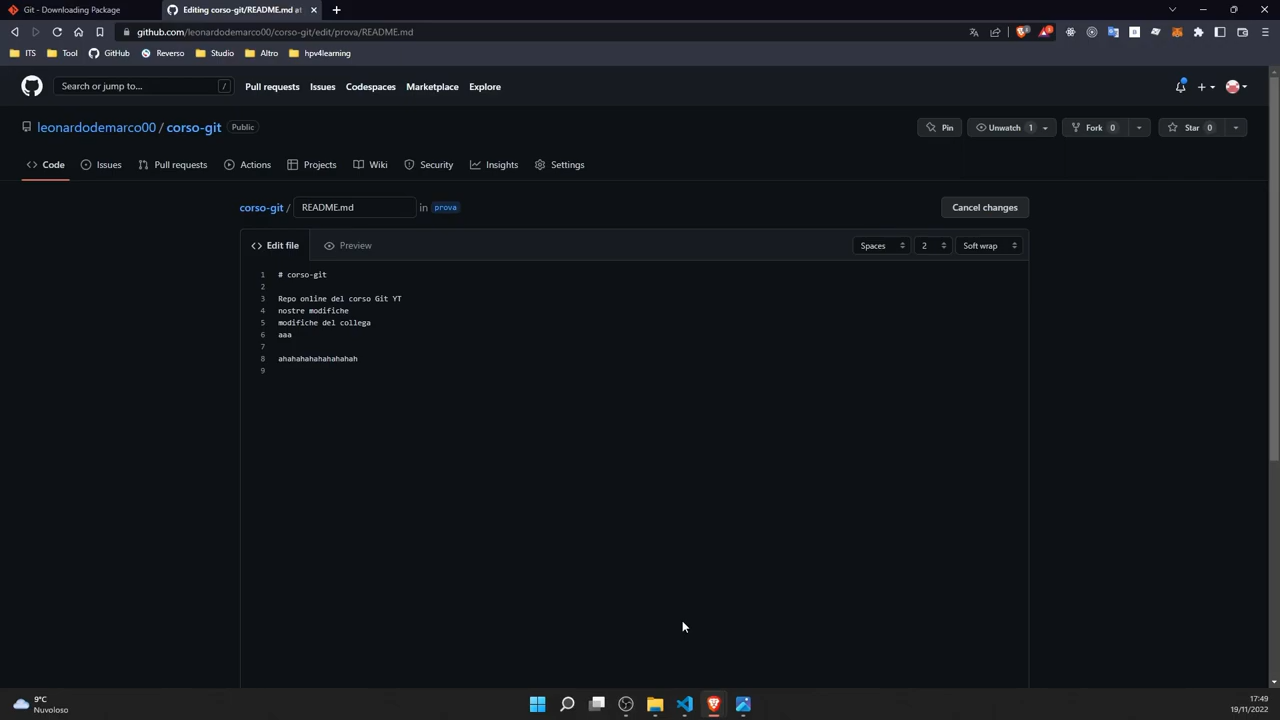 Git - Downloading Package
Editing corso-git/README.md at
github.com/leonardodemarco00/corso-git/edit/prova/README.md
ITS Tool GitHub Reverso Studio Altro hpv4learning
Search or jump to... / Pull requests Issues Codespaces Marketplace Explore
leonardodemarco00 / corso-git Public Pin Unwatch 1 Fork 0 Star 0
Code Issues Pull requests Actions Projects Wiki Security Insights Settings
corso-git / README.md in prova Cancel changes
Edit file Preview Spaces 2 Soft wrap
1 # corso-git
2
3 Repo online del corso Git YT
4 nostre modifiche
5 modifiche del collega
6 aaa
7
8 ahahahahahahahahah
9
9°C
Nuvoloso
17:49
19/11/2022